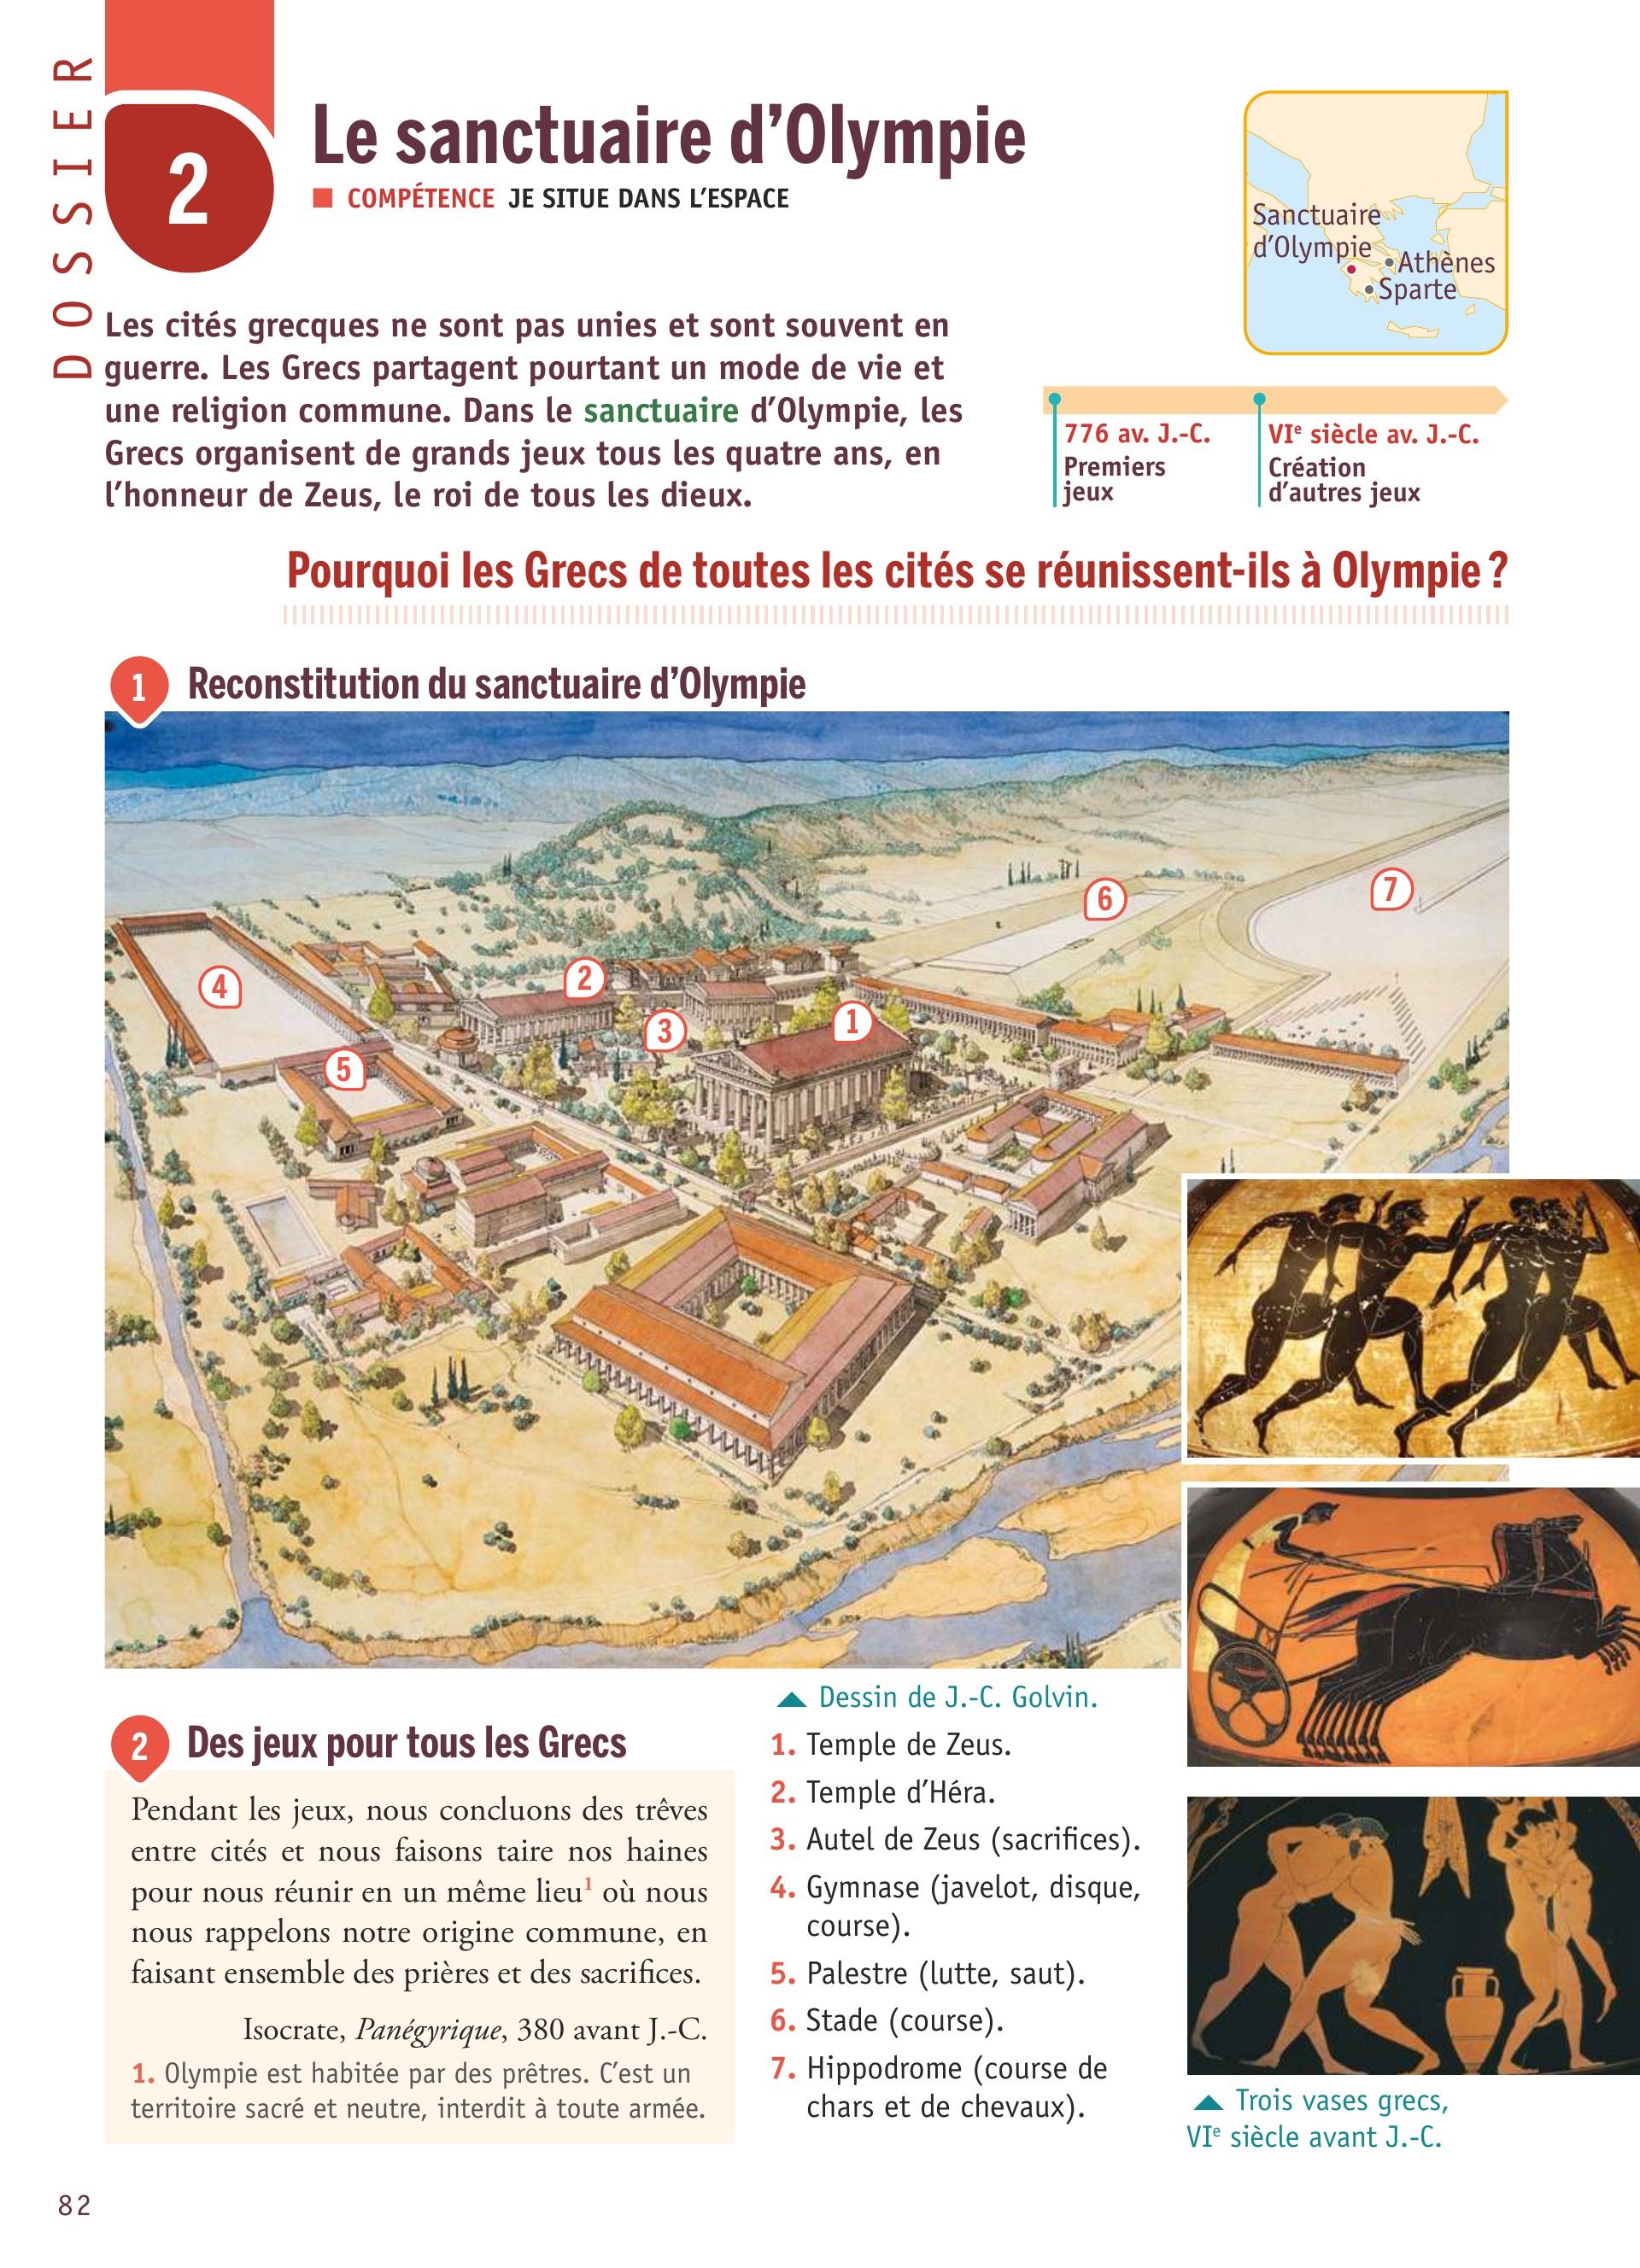 DOSSIER
2
Le sanctuaire d'Olympie
■ COMPÉTENCE JE SITUE DANS L'ESPACE
Sanctuaire
d'Olympie
Athènes
Sparte
Les cités grecques ne sont pas unies et sont souvent en
guerre. Les Grecs partagent pourtant un mode de vie et
une religion commune. Dans le sanctuaire d'Olympie, les
Grecs organisent de grands jeux tous les quatre ans, en
l'honneur de Zeus, le roi de tous les dieux.
776 av. J.-C.
Premiers
jeux
VIe siècle av. J.-C.
Création
d'autres jeux
Pourquoi les Grecs de toutes les cités se réunissent-ils à Olympie ?
1 Reconstitution du sanctuaire d'Olympie
6
7
4
2
3
1
5
Dessin de J.-C. Golvin.
1. Temple de Zeus.
2. Temple d'Héra.
3. Autel de Zeus (sacrifices).
4. Gymnase (javelot, disque,
course).
5. Palestre (lutte, saut).
6. Stade (course).
7. Hippodrome (course de
chars et de chevaux).
2 Des jeux pour tous les Grecs
Pendant les jeux, nous concluons des trêves
entre cités et nous faisons taire nos haines
pour nous réunir en un même lieu1 où nous
nous rappelons notre origine commune, en
faisant ensemble des prières et des sacrifices.
Isocrate, Panégyrique, 380 avant J.-C.
1. Olympie est habitée par des prêtres. C'est un
territoire sacré et neutre, interdit à toute armée.
Trois vases grecs,
VIe siècle avant J.-C.
82